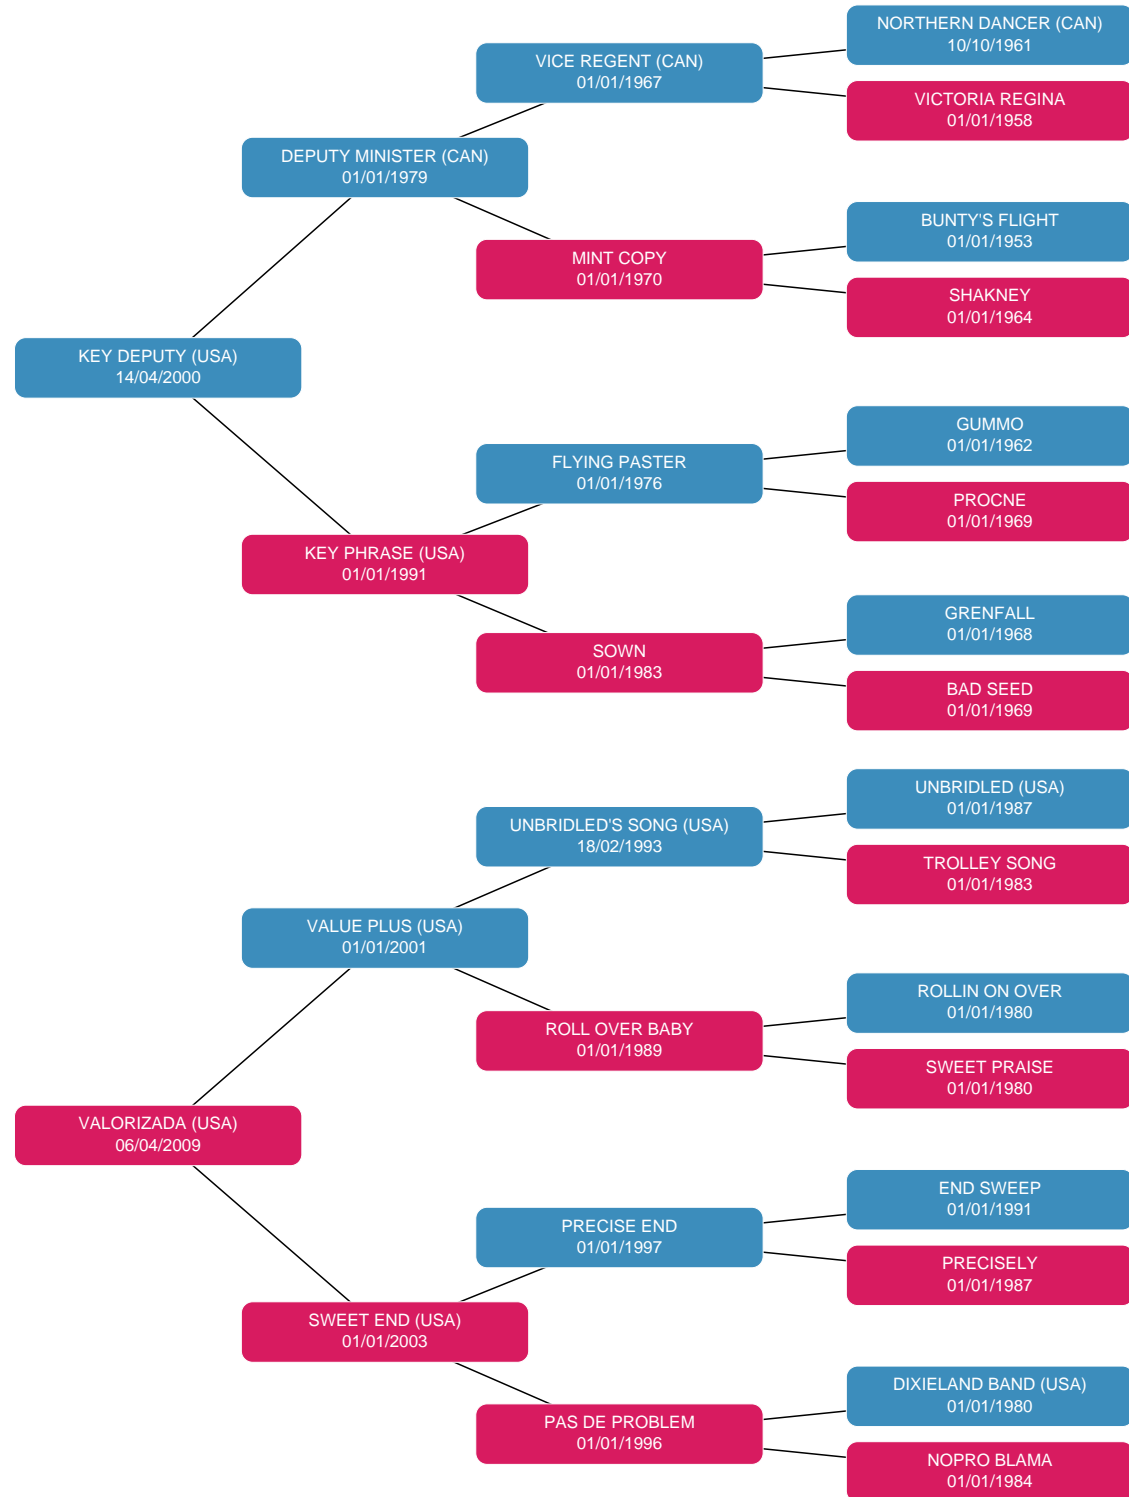 NORTHERN DANCER (CAN)
10/10/1961
VICE REGENT (CAN)
01/01/1967
VICTORIA REGINA
01/01/1958
DEPUTY MINISTER (CAN)
01/01/1979
BUNTY'S FLIGHT
01/01/1953
MINT COPY
01/01/1970
SHAKNEY
01/01/1964
KEY DEPUTY (USA)
14/04/2000
GUMMO
01/01/1962
FLYING PASTER
01/01/1976
PROCNE
01/01/1969
KEY PHRASE (USA)
01/01/1991
GRENFALL
01/01/1968
SOWN
01/01/1983
BAD SEED
01/01/1969
UNBRIDLED (USA)
01/01/1987
UNBRIDLED'S SONG (USA)
18/02/1993
TROLLEY SONG
01/01/1983
VALUE PLUS (USA)
01/01/2001
ROLLIN ON OVER
01/01/1980
ROLL OVER BABY
01/01/1989
SWEET PRAISE
01/01/1980
VALORIZADA (USA)
06/04/2009
END SWEEP
01/01/1991
PRECISE END
01/01/1997
PRECISELY
01/01/1987
SWEET END (USA)
01/01/2003
DIXIELAND BAND (USA)
01/01/1980
PAS DE PROBLEM
01/01/1996
NOPRO BLAMA
01/01/1984